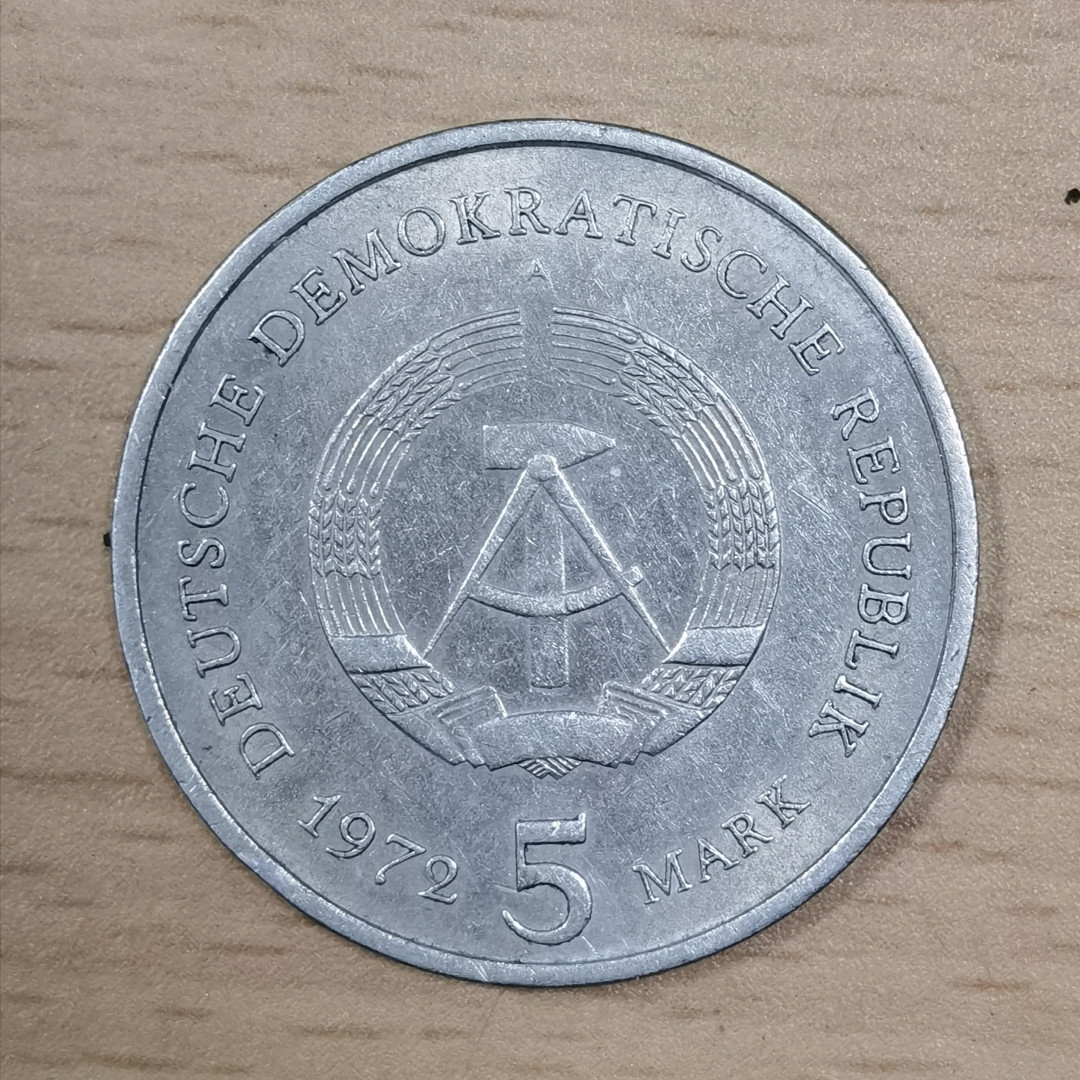 DEUTSCHE DEMOKRATISCHE REPUBLIK
A
1972 5 MARK